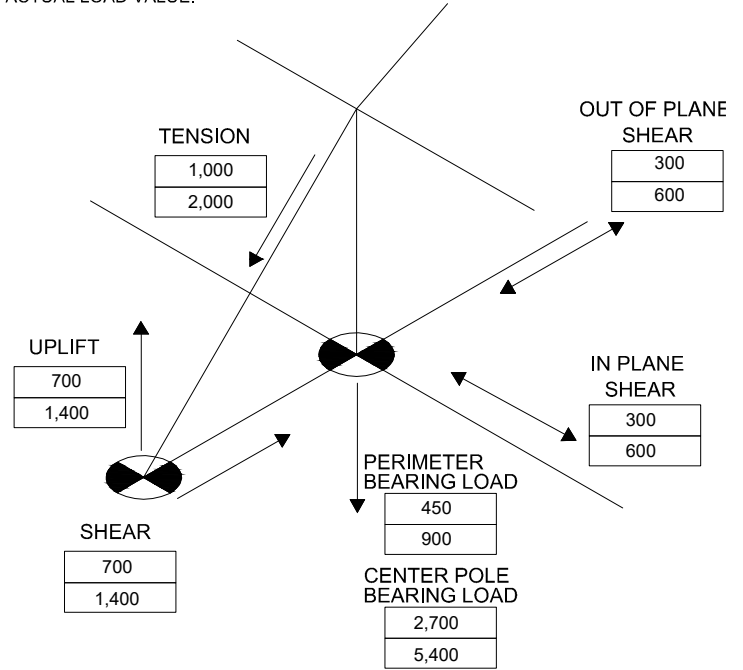 ACTUAL LOAD VALUE.
OUT OF PLANE
SHEAR
300
600
TENSION
1,000
2,000
UPLIFT
700
1,400
IN PLANE
SHEAR
300
600
PERIMETER
BEARING LOAD
450
900
SHEAR
700
1,400
CENTER POLE
BEARING LOAD
2,700
5,400